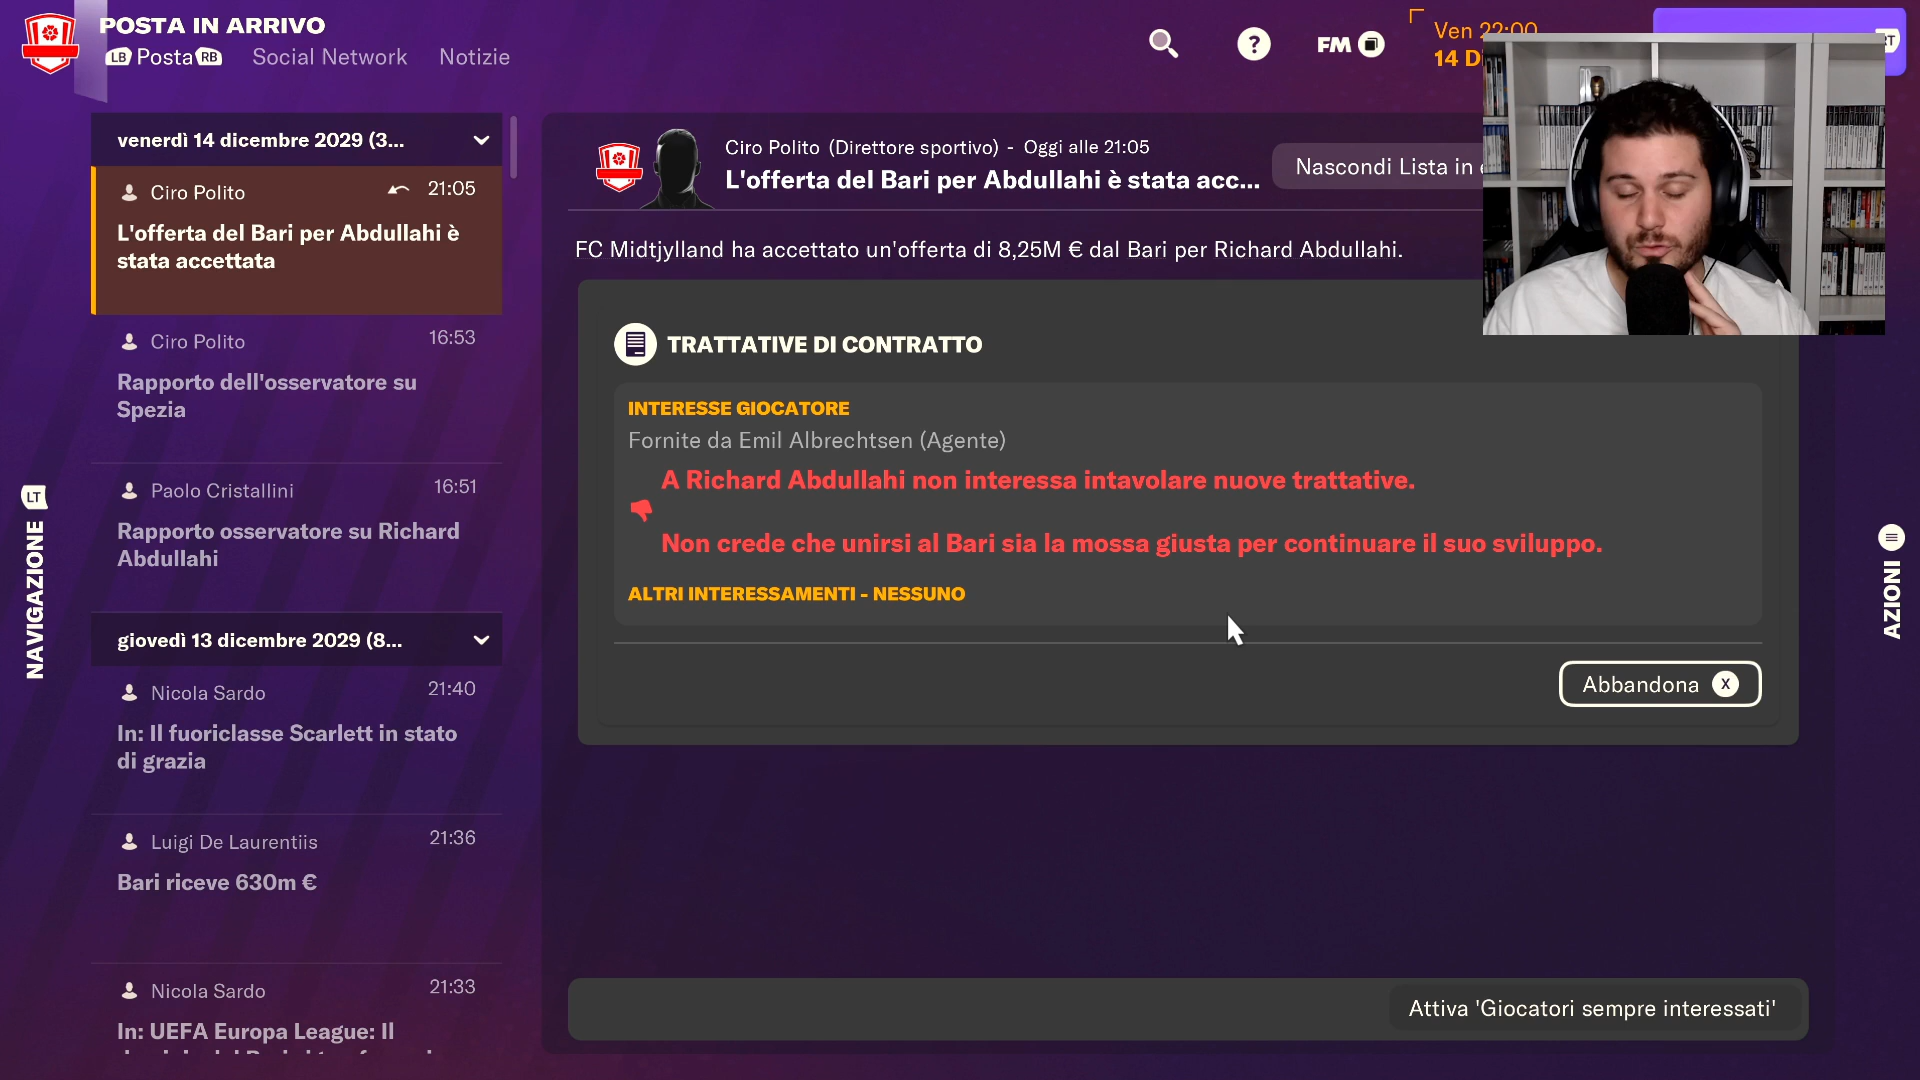 POSTA IN ARRIVO
LB Posta RB Social Network Notizie
FM
Ven 22:00
14 D
RT
venerdì 14 dicembre 2029 (3...
Ciro Polito 21:05
L'offerta del Bari per Abdullahi è
stata accettata
Ciro Polito 16:53
Rapporto dell'osservatore su
Spezia
Paolo Cristallini 16:51
Rapporto osservatore su Richard
Abdullahi
giovedì 13 dicembre 2029 (8...
Nicola Sardo 21:40
In: Il fuoriclasse Scarlett in stato
di grazia
Luigi De Laurentiis 21:36
Bari riceve 630m €
Nicola Sardo 21:33
In: UEFA Europa League: Il
LT NAVIGAZIONE
Ciro Polito (Direttore sportivo) - Oggi alle 21:05
L'offerta del Bari per Abdullahi è stata acc...
Nascondi Lista in
FC Midtjylland ha accettato un'offerta di 8,25M € dal Bari per Richard Abdullahi.
TRATTATIVE DI CONTRATTO
INTERESSE GIOCATORE
Fornite da Emil Albrechtsen (Agente)
A Richard Abdullahi non interessa intavolare nuove trattative.
Non crede che unirsi al Bari sia la mossa giusta per continuare il suo sviluppo.
ALTRI INTERESSAMENTI - NESSUNO
Abbandona X
Attiva 'Giocatori sempre interessati'
AZIONI